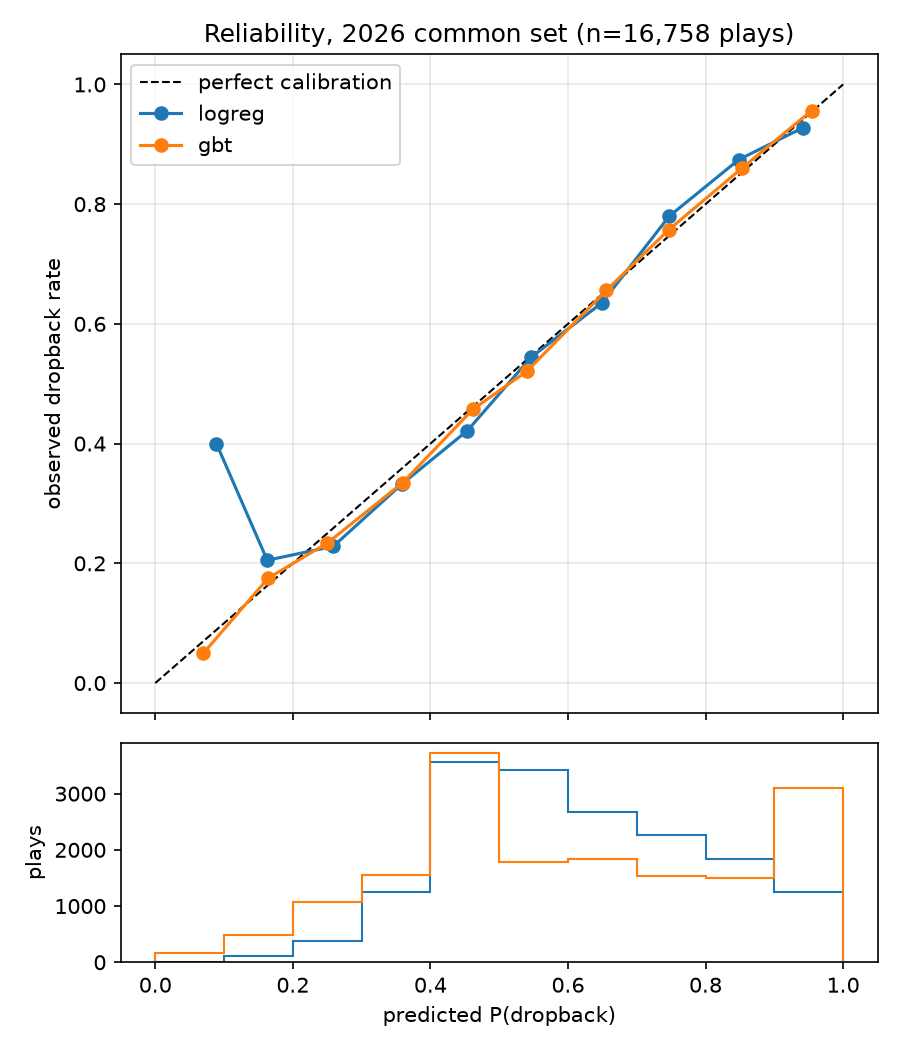 Reliability, 2026 common set (n=16,758 plays)
perfect calibration
logreg
gbt
1.0
0.8
0.6
0.4
0.2
0.0
observed dropback rate
3000
2000
1000
0
plays
0.0 0.2 0.4 0.6 0.8 1.0
predicted P(dropback)